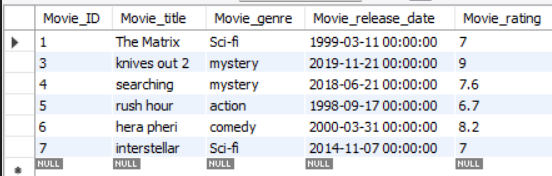 Movie_ID Movie_title Movie_genre Movie_release_date Movie_rating
1 The Matrix Sci-fi 1999-03-11 00:00:00 7
3 knives out 2 mystery 2019-11-21 00:00:00 9
4 searching mystery 2018-06-21 00:00:00 7.6
5 rush hour action 1998-09-17 00:00:00 6.7
6 hera pheri comedy 2000-03-31 00:00:00 8.2
7 interstellar Sci-fi 2014-11-07 00:00:00 7
NULL NULL NULL NULL NULL